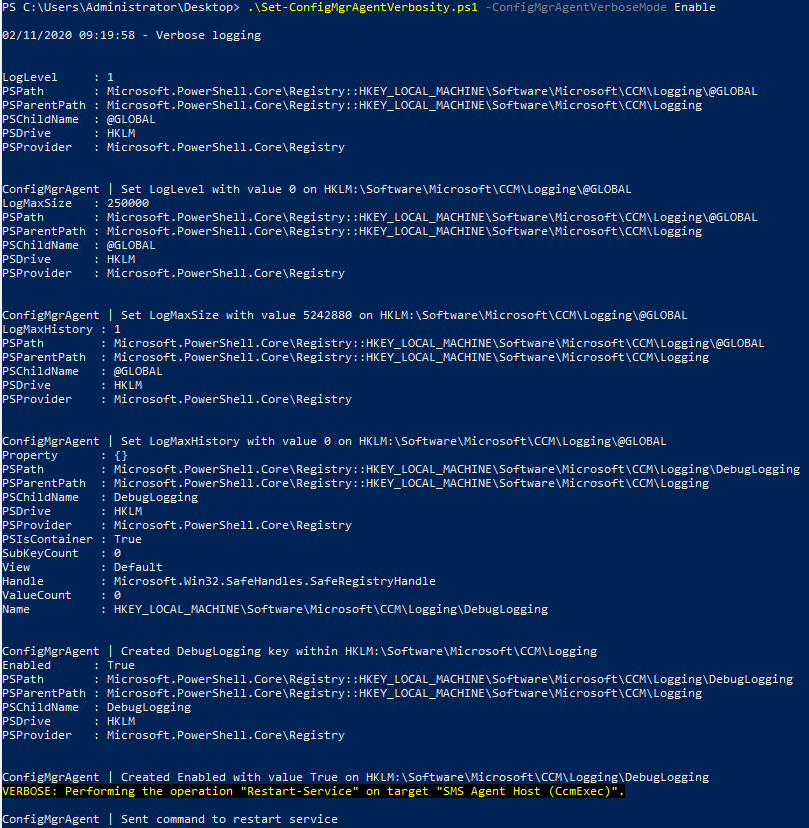 PS C:\Users\Administrator\Desktop> .\Set-ConfigMgrAgentVerbosity.ps1 -ConfigMgrAgentVerboseMode Enable
02/11/2020 09:19:58 - Verbose logging
LogLevel     : 1
PSPath       : Microsoft.PowerShell.Core\Registry::HKEY_LOCAL_MACHINE\Software\Microsoft\CCM\Logging\@GLOBAL
PSParentPath : Microsoft.PowerShell.Core\Registry::HKEY_LOCAL_MACHINE\Software\Microsoft\CCM\Logging
PSChildName  : @GLOBAL
PSDrive      : HKLM
PSProvider   : Microsoft.PowerShell.Core\Registry
ConfigMgrAgent | Set LogLevel with value 0 on HKLM:\Software\Microsoft\CCM\Logging\@GLOBAL
LogMaxSize   : 250000
PSPath       : Microsoft.PowerShell.Core\Registry::HKEY_LOCAL_MACHINE\Software\Microsoft\CCM\Logging\@GLOBAL
PSParentPath : Microsoft.PowerShell.Core\Registry::HKEY_LOCAL_MACHINE\Software\Microsoft\CCM\Logging
PSChildName  : @GLOBAL
PSDrive      : HKLM
PSProvider   : Microsoft.PowerShell.Core\Registry
ConfigMgrAgent | Set LogMaxSize with value 5242880 on HKLM:\Software\Microsoft\CCM\Logging\@GLOBAL
LogMaxHistory : 1
PSPath        : Microsoft.PowerShell.Core\Registry::HKEY_LOCAL_MACHINE\Software\Microsoft\CCM\Logging\@GLOBAL
PSParentPath  : Microsoft.PowerShell.Core\Registry::HKEY_LOCAL_MACHINE\Software\Microsoft\CCM\Logging
PSChildName   : @GLOBAL
PSDrive       : HKLM
PSProvider    : Microsoft.PowerShell.Core\Registry
ConfigMgrAgent | Set LogMaxHistory with value 0 on HKLM:\Software\Microsoft\CCM\Logging\@GLOBAL
Property      : {}
PSPath        : Microsoft.PowerShell.Core\Registry::HKEY_LOCAL_MACHINE\Software\Microsoft\CCM\Logging\DebugLogging
PSParentPath  : Microsoft.PowerShell.Core\Registry::HKEY_LOCAL_MACHINE\Software\Microsoft\CCM\Logging
PSChildName   : DebugLogging
PSDrive       : HKLM
PSProvider    : Microsoft.PowerShell.Core\Registry
PSIsContainer : True
SubKeyCount   : 0
View          : Default
Handle        : Microsoft.Win32.SafeHandles.SafeRegistryHandle
ValueCount    : 0
Name          : HKEY_LOCAL_MACHINE\Software\Microsoft\CCM\Logging\DebugLogging
ConfigMgrAgent | Created DebugLogging key within HKLM:\Software\Microsoft\CCM\Logging
Enabled      : True
PSPath       : Microsoft.PowerShell.Core\Registry::HKEY_LOCAL_MACHINE\Software\Microsoft\CCM\Logging\DebugLogging
PSParentPath : Microsoft.PowerShell.Core\Registry::HKEY_LOCAL_MACHINE\Software\Microsoft\CCM\Logging
PSChildName  : DebugLogging
PSDrive      : HKLM
PSProvider   : Microsoft.PowerShell.Core\Registry
ConfigMgrAgent | Created Enabled with value True on HKLM:\Software\Microsoft\CCM\Logging\DebugLogging
VERBOSE: Performing the operation "Restart-Service" on target "SMS Agent Host (CcmExec)".
ConfigMgrAgent | Sent command to restart service